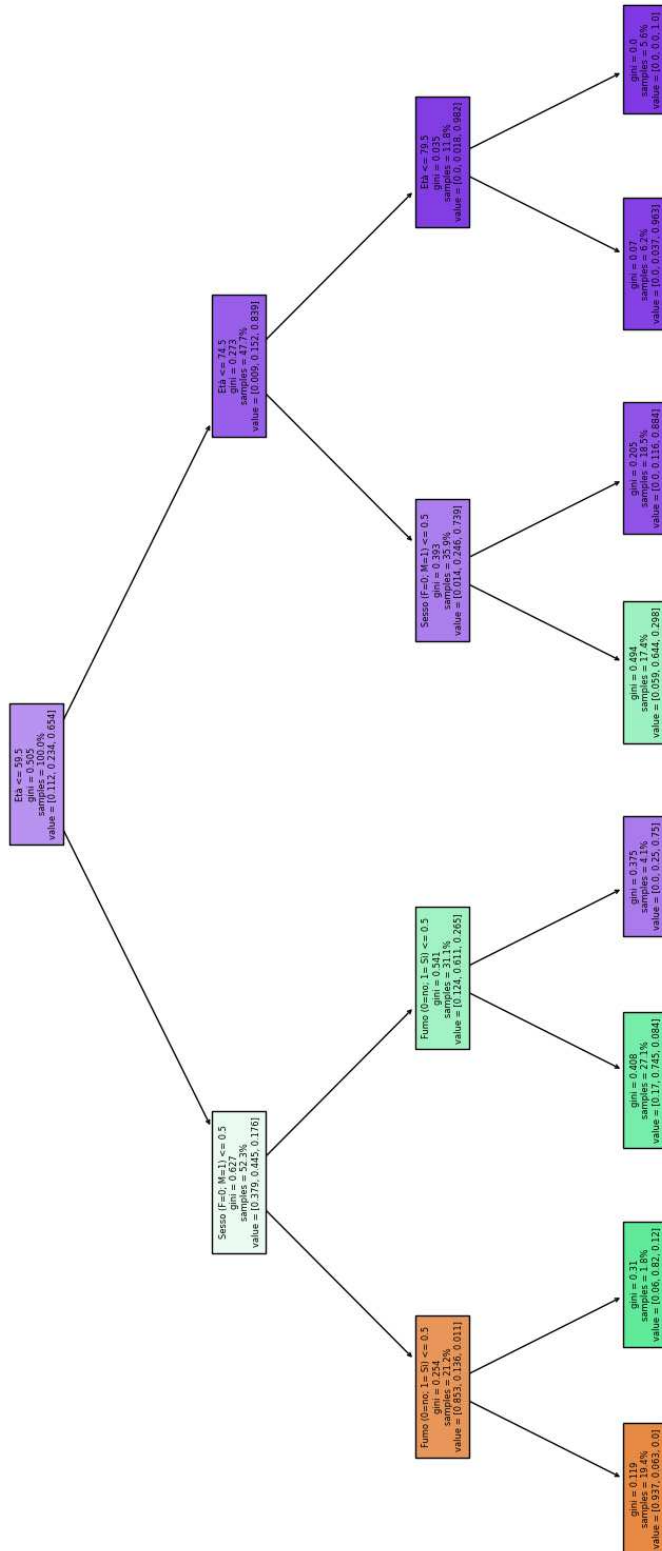 Età <= 59.5
gini = 0.505
samples = 100.0%
value = [0.112, 0.234, 0.654]
Sesso (F=0; M=1) <= 0.5
gini = 0.627
samples = 52.3%
value = [0.379, 0.445, 0.176]
Età <= 74.5
gini = 0.273
samples = 47.7%
value = [0.009, 0.152, 0.839]
Fumo (0=no; 1= Si)) <= 0.5
gini = 0.254
samples = 21.2%
value = [0.853, 0.136, 0.011]
Fumo (0=no; 1= Si)) <= 0.5
gini = 0.541
samples = 31.1%
value = [0.124, 0.611, 0.265]
Sesso (F=0; M=1) <= 0.5
gini = 0.393
samples = 35.9%
value = [0.014, 0.246, 0.739]
Età <= 79.5
gini = 0.035
samples = 11.8%
value = [0.0, 0.018, 0.982]
gini = 0.119
samples = 19.4%
value = [0.937, 0.063, 0.0]
gini = 0.31
samples = 1.8%
value = [0.06, 0.82, 0.12]
gini = 0.408
samples = 27.1%
value = [0.17, 0.745, 0.084]
gini = 0.375
samples = 4.1%
value = [0.0, 0.25, 0.75]
gini = 0.494
samples = 17.4%
value = [0.059, 0.644, 0.298]
gini = 0.205
samples = 18.5%
value = [0.0, 0.116, 0.884]
gini = 0.07
samples = 6.2%
value = [0.0, 0.037, 0.963]
gini = 0.0
samples = 5.6%
value = [0.0, 0.0, 1.0]